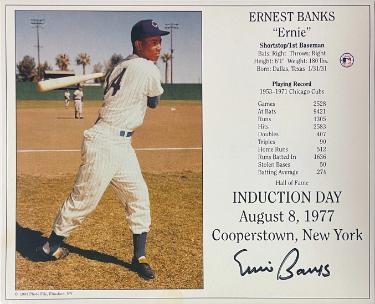 ERNEST BANKS
"Ernie"
Shortstop/1st Baseman
Bats: Right Throws: Right
Height: 6'1" Weight: 180 lbs.
Born: Dallas, Texas 1/31/31
Playing Record
1953-1971 Chicago Cubs
Games 2528
At Bats 9421
Runs 1305
Hits 2583
Doubles 407
Triples 90
Home Runs 512
Runs Batted In 1636
Stolen Bases 50
Batting Average .274
Hall of Fame
INDUCTION DAY
August 8, 1977
Cooperstown, New York
Ernie Banks
14